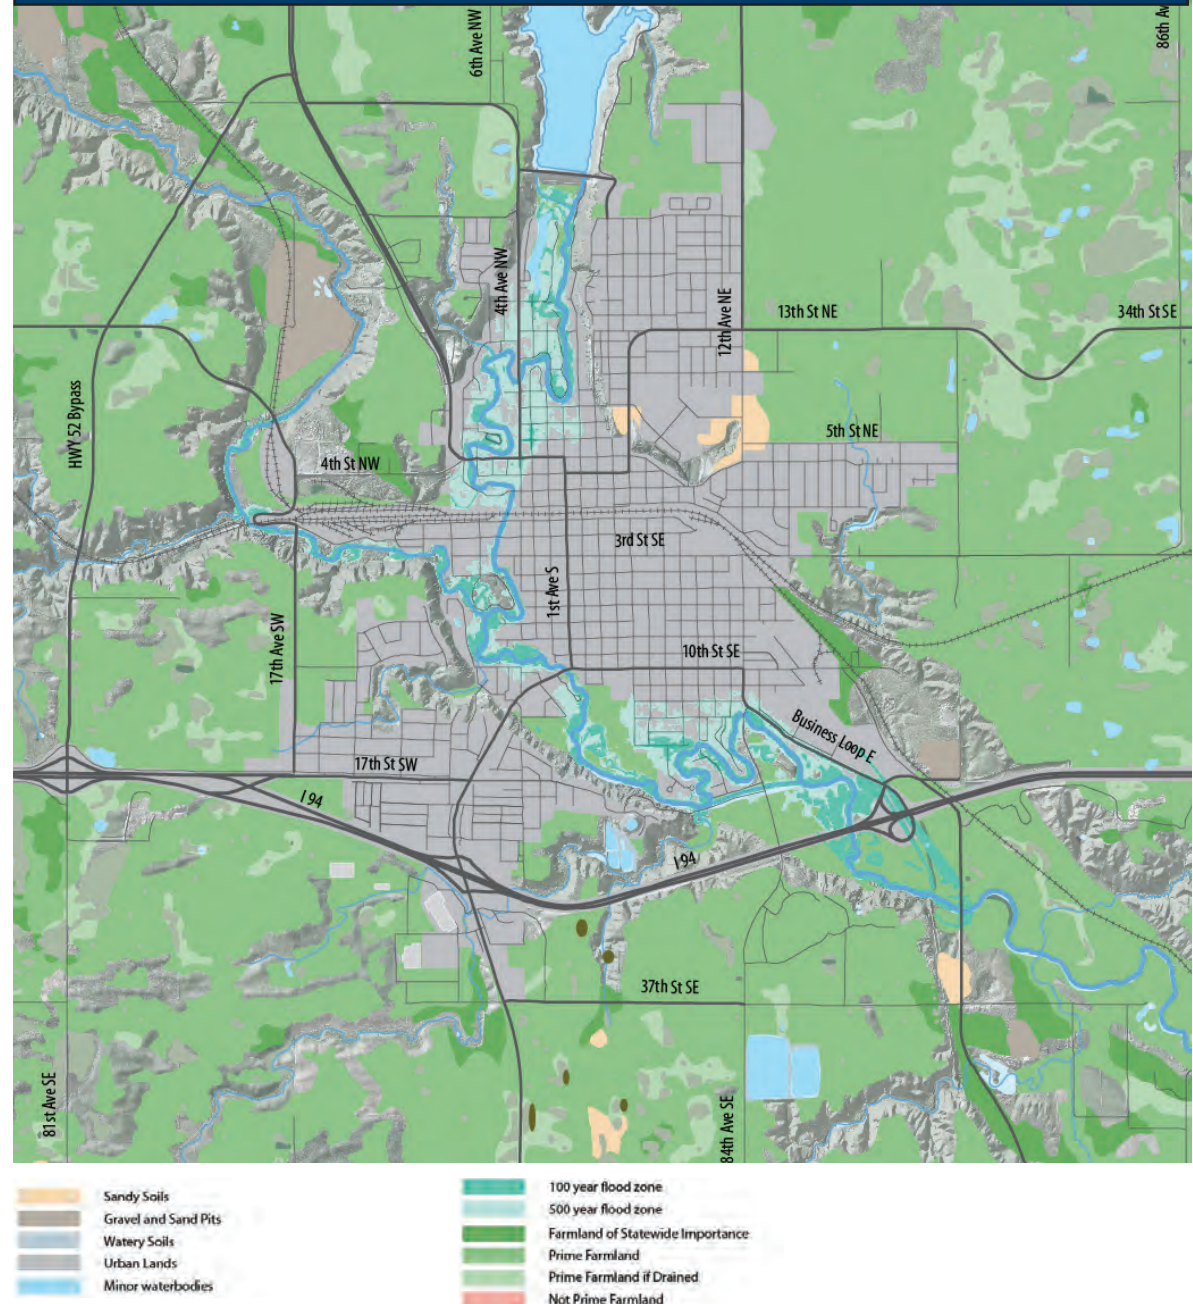 6th Ave NW
86th Av
4th Ave NW
12th Ave NE
13th St NE
34th St SE
HWY 52 Bypass
5th St NE
4th St NW
3rd St SE
1st Ave S
17th Ave SW
10th St SE
Business Loop E
17th St SW
I 94
I 94
37th St SE
81st Ave SE
84th Ave SE
Sandy Soils
Gravel and Sand Pits
Watery Soils
Urban Lands
Minor waterbodies
100 year flood zone
500 year flood zone
Farmland of Statewide Importance
Prime Farmland
Prime Farmland if Drained
Not Prime Farmland